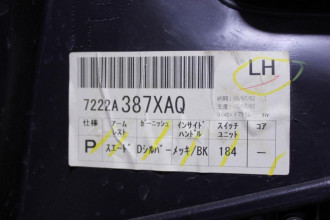 LH
7222A387XAQ
仕様 アームレスト ガーニッシュ インサイドハンドル スイッチユニット コア
P スエード Dシルバー メッキ/BK 184 —